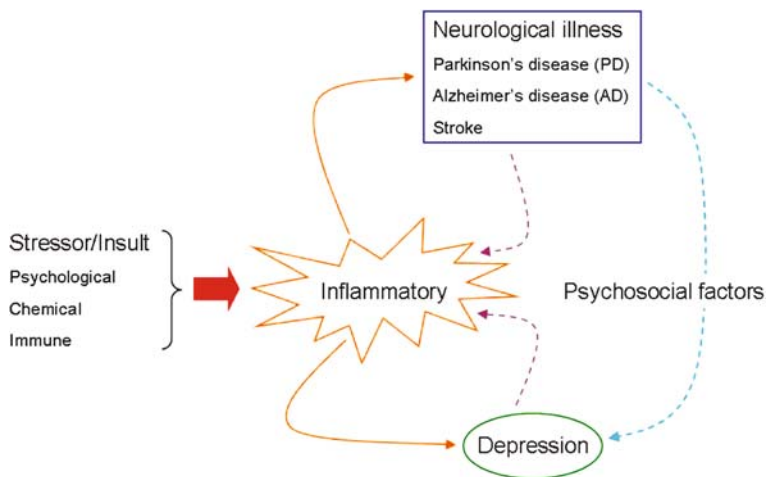 Neurological illness
Parkinson's disease (PD)
Alzheimer's disease (AD)
Stroke
Stressor/Insult
Psychological
Chemical
Immune
Inflammatory
Psychosocial factors
Depression